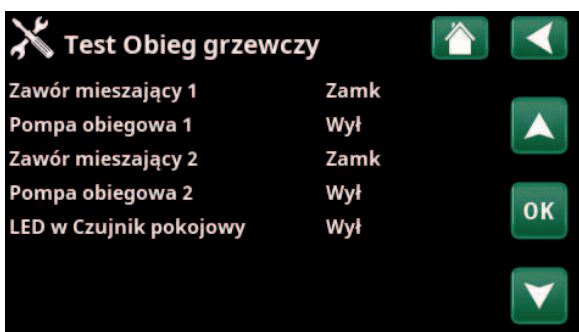 Test Obieg grzewczy
Zawór mieszający 1 Zamk
Pompa obiegowa 1 Wył
Zawór mieszający 2 Zamk
Pompa obiegowa 2 Wył
LED w Czujnik pokojowy Wył
OK